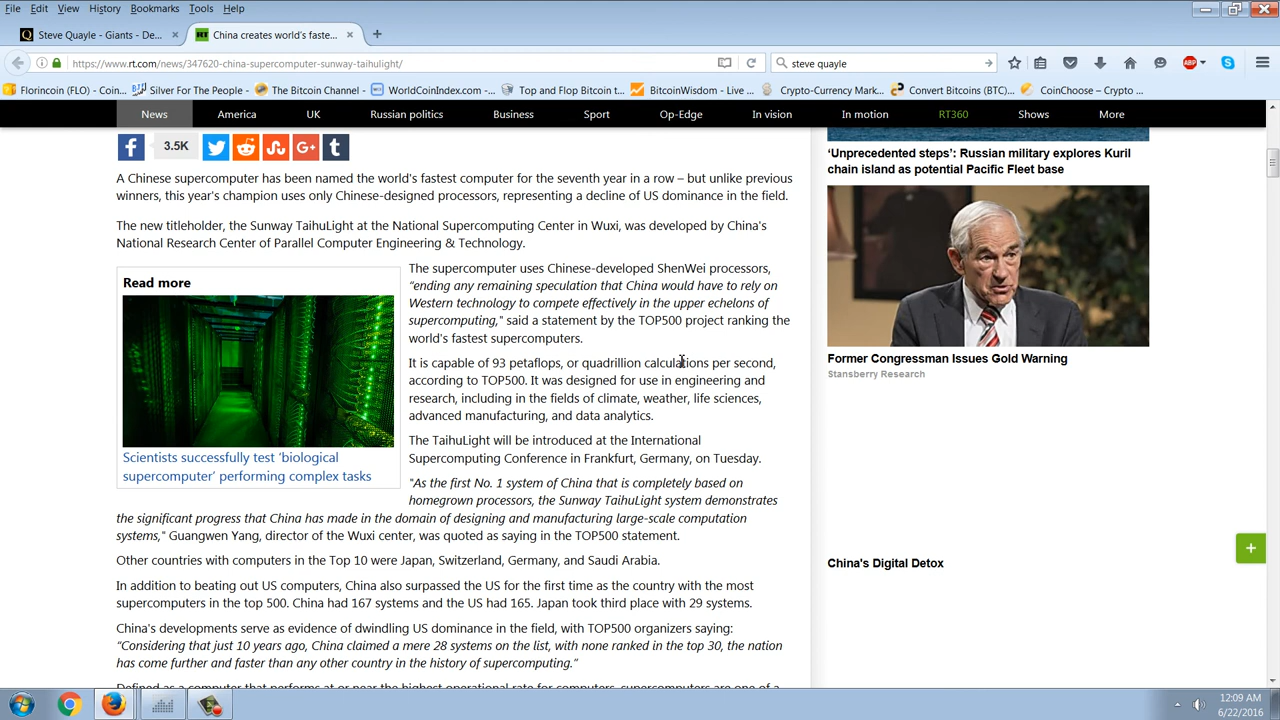 File Edit View History Bookmarks Tools Help
Steve Quayle - Giants - De... × China creates world's faste... × +
https://www.rt.com/news/347620-china-supercomputer-sunway-taihulight/ steve quayle
Florincoin (FLO) - Coin... Silver For The People - The Bitcoin Channel - WorldCoinIndex.com -... Top and Flop Bitcoin t... BitcoinWisdom - Live ... Crypto-Currency Mark... Convert Bitcoins (BTC)... CoinChoose – Crypto ...
News America UK Russian politics Business Sport Op-Edge In vision In motion RT360 Shows More
3.5K
A Chinese supercomputer has been named the world's fastest computer for the seventh year in a row – but unlike previous
winners, this year's champion uses only Chinese-designed processors, representing a decline of US dominance in the field.
The new titleholder, the Sunway TaihuLight at the National Supercomputing Center in Wuxi, was developed by China's
National Research Center of Parallel Computer Engineering & Technology.
Read more
Scientists successfully test ‘biological
supercomputer’ performing complex tasks
The supercomputer uses Chinese-developed ShenWei processors,
“ending any remaining speculation that China would have to rely on
Western technology to compete effectively in the upper echelons of
supercomputing," said a statement by the TOP500 project ranking the
world's fastest supercomputers.
It is capable of 93 petaflops, or quadrillion calculations per second,
according to TOP500. It was designed for use in engineering and
research, including in the fields of climate, weather, life sciences,
advanced manufacturing, and data analytics.
The TaihuLight will be introduced at the International
Supercomputing Conference in Frankfurt, Germany, on Tuesday.
"As the first No. 1 system of China that is completely based on
homegrown processors, the Sunway TaihuLight system demonstrates
the significant progress that China has made in the domain of designing and manufacturing large-scale computation
systems," Guangwen Yang, director of the Wuxi center, was quoted as saying in the TOP500 statement.
Other countries with computers in the Top 10 were Japan, Switzerland, Germany, and Saudi Arabia.
In addition to beating out US computers, China also surpassed the US for the first time as the country with the most
supercomputers in the top 500. China had 167 systems and the US had 165. Japan took third place with 29 systems.
China's developments serve as evidence of dwindling US dominance in the field, with TOP500 organizers saying:
“Considering that just 10 years ago, China claimed a mere 28 systems on the list, with none ranked in the top 30, the nation
has come further and faster than any other country in the history of supercomputing.”
Defined as a computer that performs at or near the highest operational rate for computers, supercomputers are one of a
‘Unprecedented steps’: Russian military explores Kuril
chain island as potential Pacific Fleet base
Former Congressman Issues Gold Warning
Stansberry Research
China's Digital Detox
12:09 AM
6/22/2016